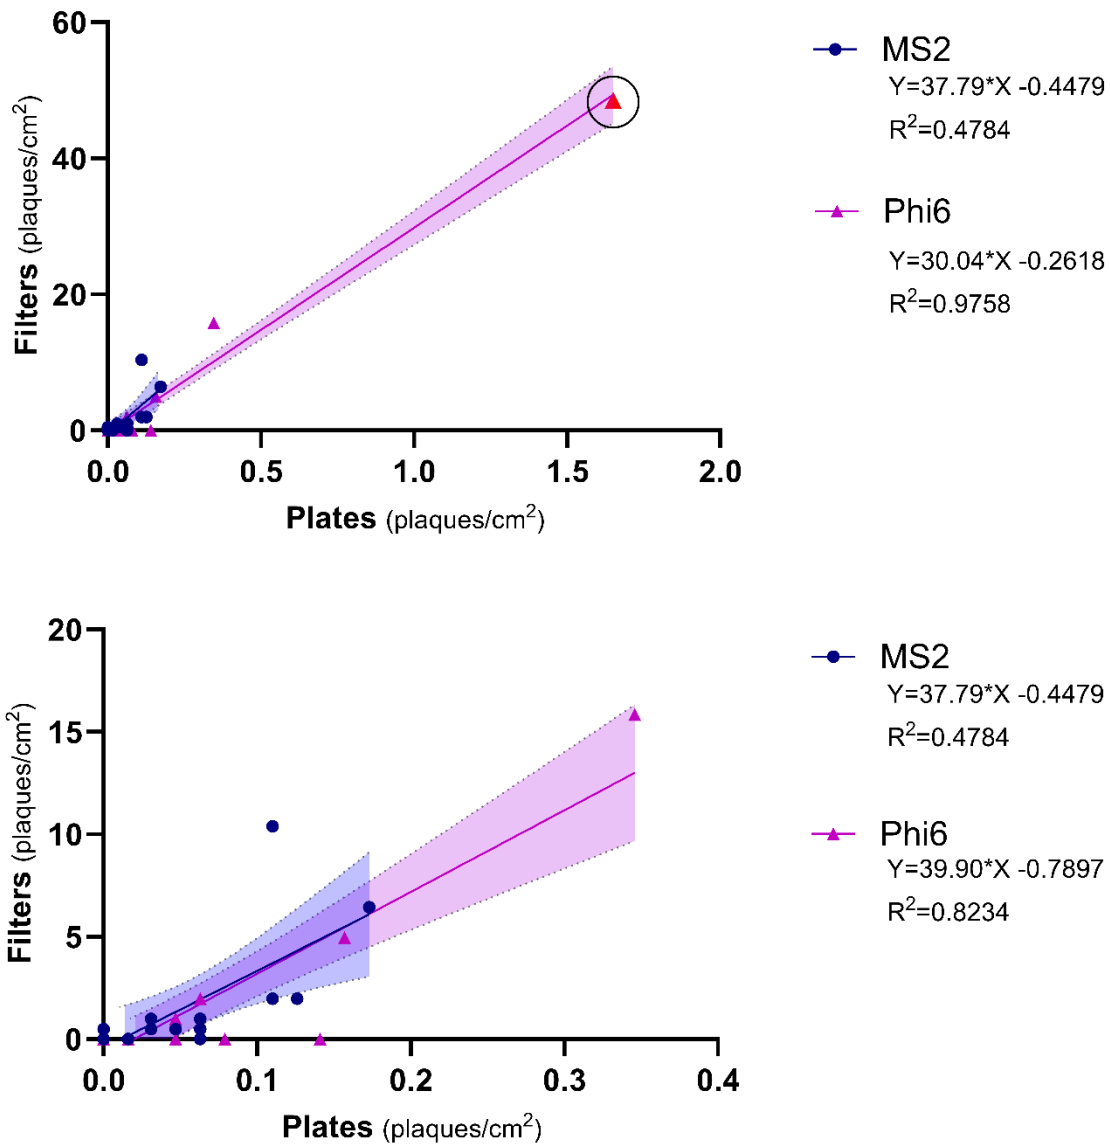 60
40
20
0
Filters (plaques/cm²)
0.0 0.5 1.0 1.5 2.0
Plates (plaques/cm²)
MS2
Y=37.79*X -0.4479
R²=0.4784
Phi6
Y=30.04*X -0.2618
R²=0.9758
20
15
10
5
0
Filters (plaques/cm²)
0.0 0.1 0.2 0.3 0.4
Plates (plaques/cm²)
MS2
Y=37.79*X -0.4479
R²=0.4784
Phi6
Y=39.90*X -0.7897
R²=0.8234